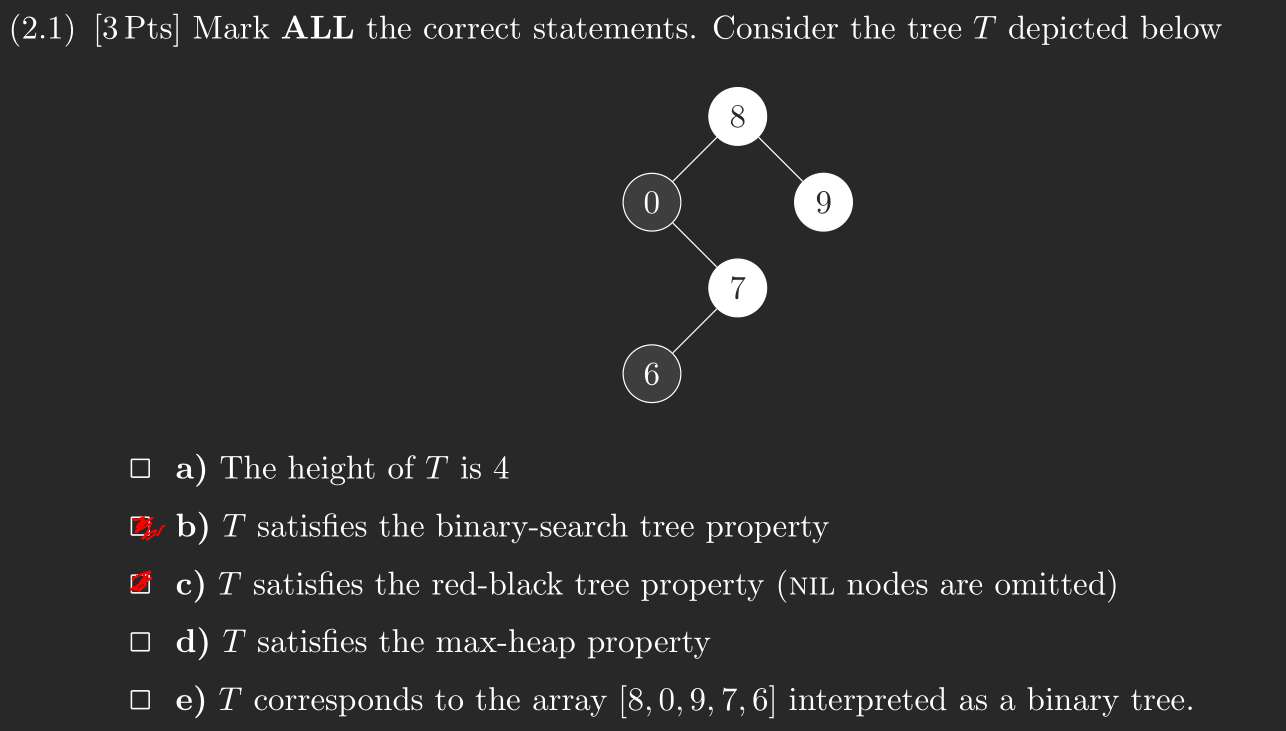 (2.1) [3 Pts] Mark ALL the correct statements. Consider the tree T depicted below
8
0 9
7
6
a) The height of T is 4
b) T satisfies the binary-search tree property
c) T satisfies the red-black tree property (NIL nodes are omitted)
d) T satisfies the max-heap property
e) T corresponds to the array [8, 0, 9, 7, 6] interpreted as a binary tree.